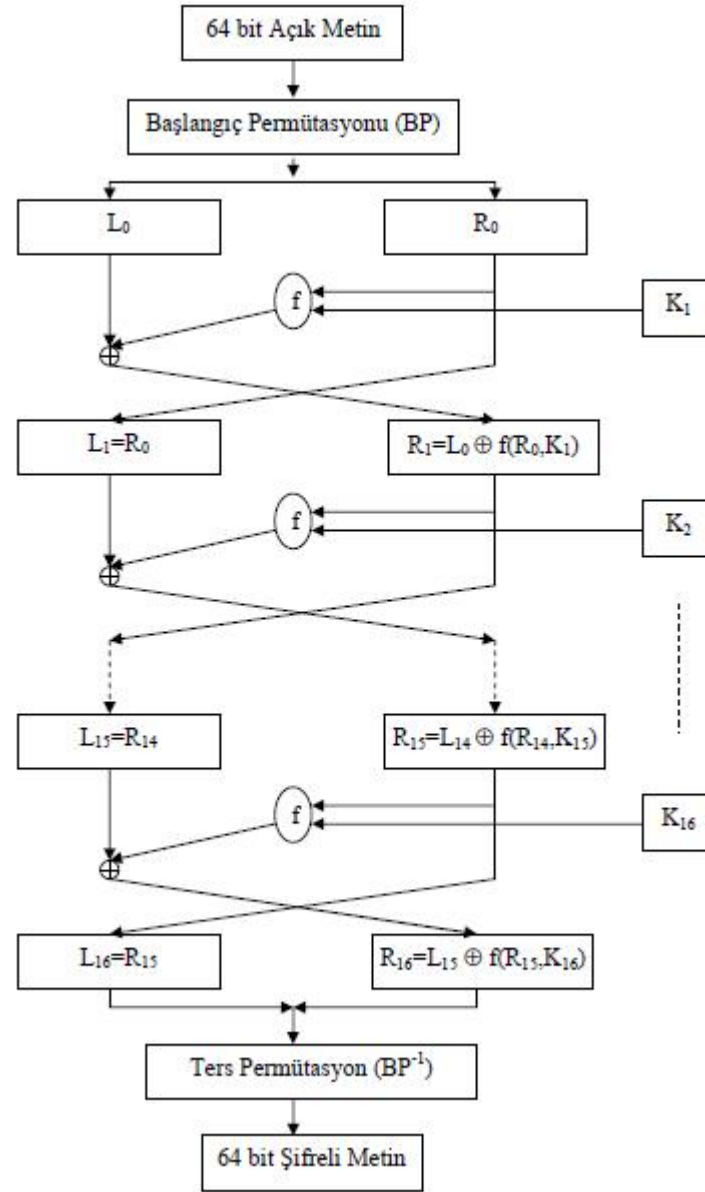 64 bit Açık Metin
Başlangıç Permütasyonu (BP)
L₀
R₀
f
K₁
L₁=R₀
R₁=L₀ ⊕ f(R₀,K₁)
f
K₂
L₁₅=R₁₄
R₁₅=L₁₄ ⊕ f(R₁₄,K₁₅)
f
K₁₆
L₁₆=R₁₅
R₁₆=L₁₅ ⊕ f(R₁₅,K₁₆)
Ters Permütasyon (BP⁻¹)
64 bit Şifreli Metin